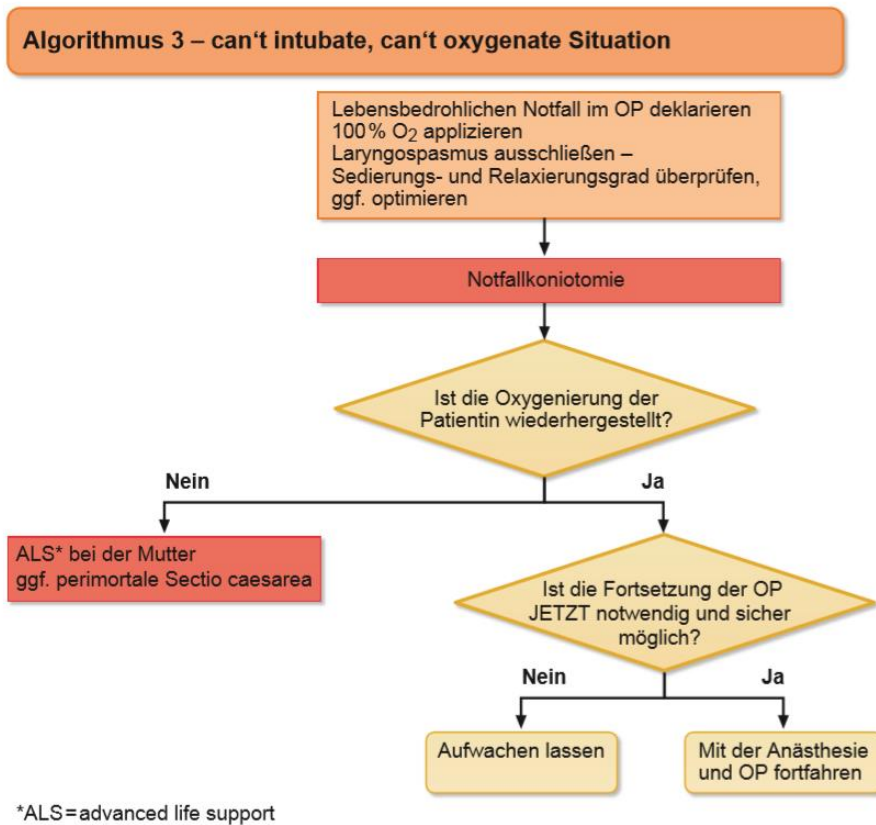 Algorithmus 3 – can't intubate, can't oxygenate Situation
Lebensbedrohlichen Notfall im OP deklarieren
100% O₂ applizieren
Laryngospasmus ausschließen –
Sedierungs- und Relaxierungsgrad überprüfen,
ggf. optimieren
Notfallkoniotomie
Ist die Oxygenierung der
Patientin wiederhergestellt?
Nein
Ja
ALS* bei der Mutter
ggf. perimortale Sectio caesarea
Ist die Fortsetzung der OP
JETZT notwendig und sicher
möglich?
Nein
Ja
Aufwachen lassen
Mit der Anästhesie
und OP fortfahren
*ALS=advanced life support